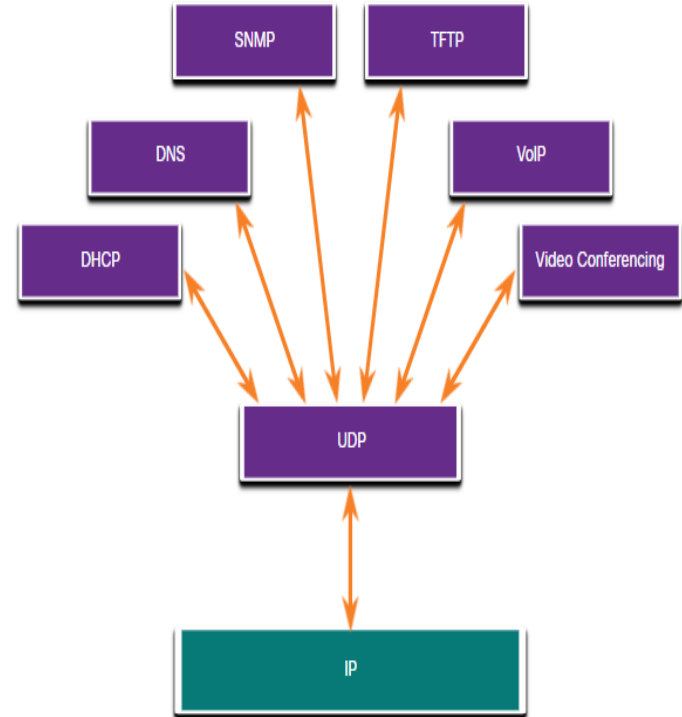 SNMP
TFTP
DNS
VoIP
DHCP
Video Conferencing
UDP
IP